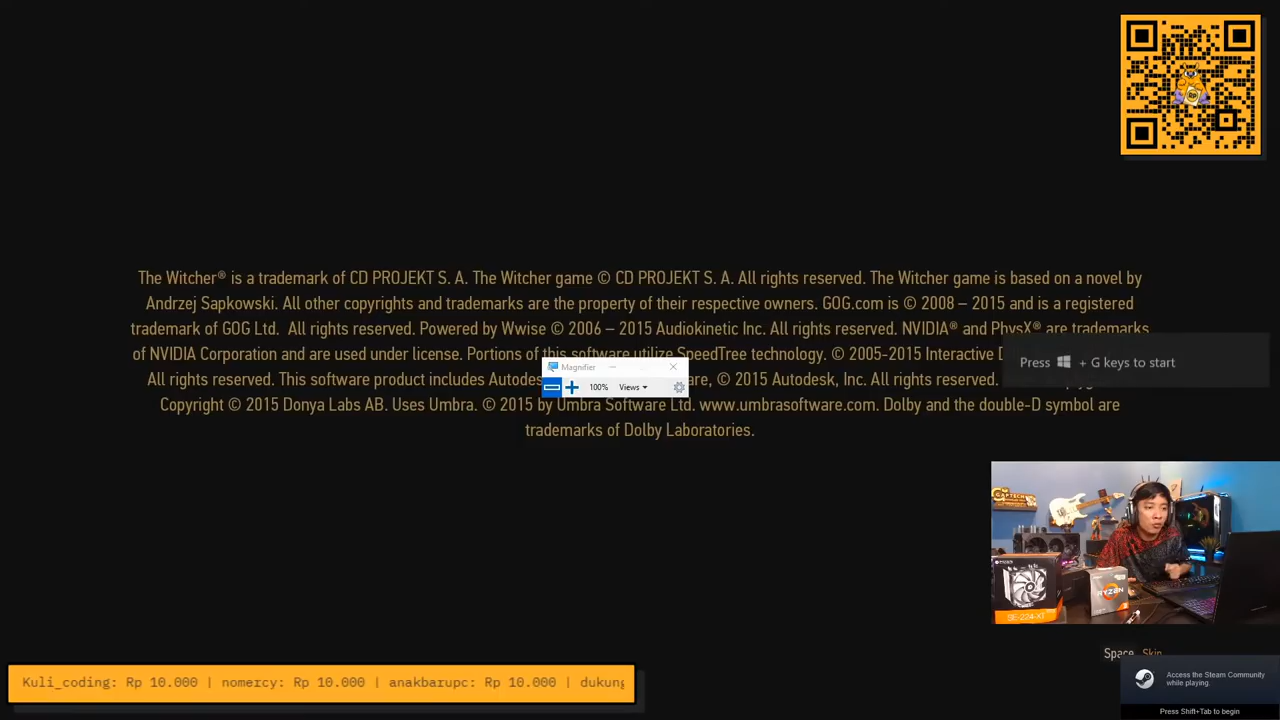 The Witcher® is a trademark of CD PROJEKT S. A. The Witcher game © CD PROJEKT S. A. All rights reserved. The Witcher game is based on a novel by
Andrzej Sapkowski. All other copyrights and trademarks are the property of their respective owners. GOG.com is © 2008 – 2015 and is a registered
trademark of GOG Ltd. All rights reserved. Powered by Wwise © 2006 – 2015 Audiokinetic Inc. All rights reserved. NVIDIA® and PhysX® are trademarks
of NVIDIA Corporation and are used under license. Portions of this software utilize SpeedTree technology. © 2005-2015 Interactive
Press + G keys to start
Magnifier
All rights reserved. This software product includes Autodes © 2015 Autodesk, Inc. All rights reserved.
100% Views
Copyright © 2015 Donya Labs AB. Uses Umbra. © 2015 by Umbra Software Ltd. www.umbrasoftware.com. Dolby and the double-D symbol are
trademarks of Dolby Laboratories.
GAPTECH
RYZEN
SE-224-XT
Space Skip
Access the Steam Community
while playing.
Press Shift+Tab to begin
Kuli_coding: Rp 10.000 | nomercy: Rp 10.000 | anakbarupc: Rp 10.000 | dukung